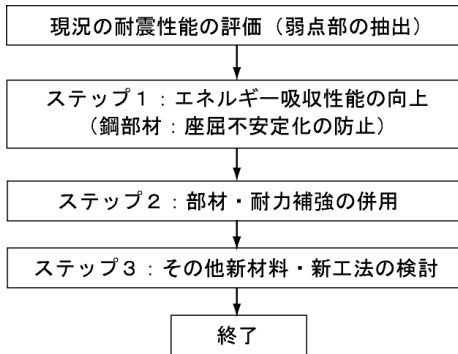 現況の耐震性能の評価（弱点部の抽出）
ステップ１：エネルギー吸収性能の向上
（鋼部材：座屈不安定化の防止）
ステップ２：部材・耐力補強の併用
ステップ３：その他新材料・新工法の検討
終了